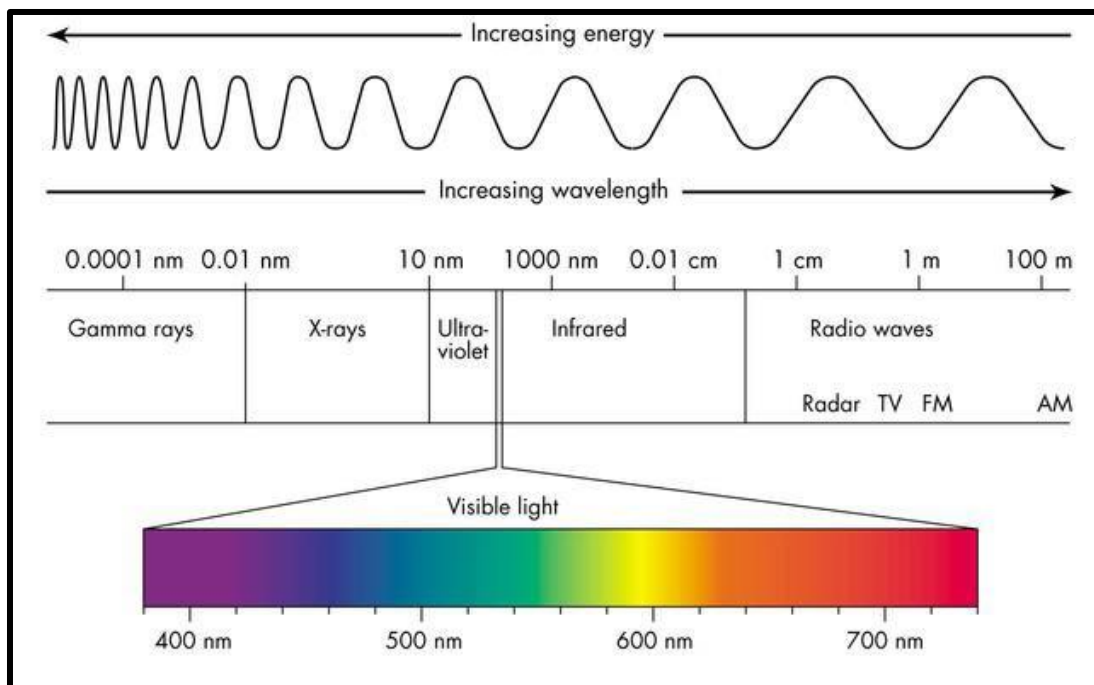 Increasing energy
Increasing wavelength
0.0001 nm 0.01 nm 10 nm 1000 nm 0.01 cm 1 cm 1 m 100 m
Gamma rays X-rays Ultra- Infrared Radio waves
violet
Radar TV FM AM
Visible light
400 nm 500 nm 600 nm 700 nm